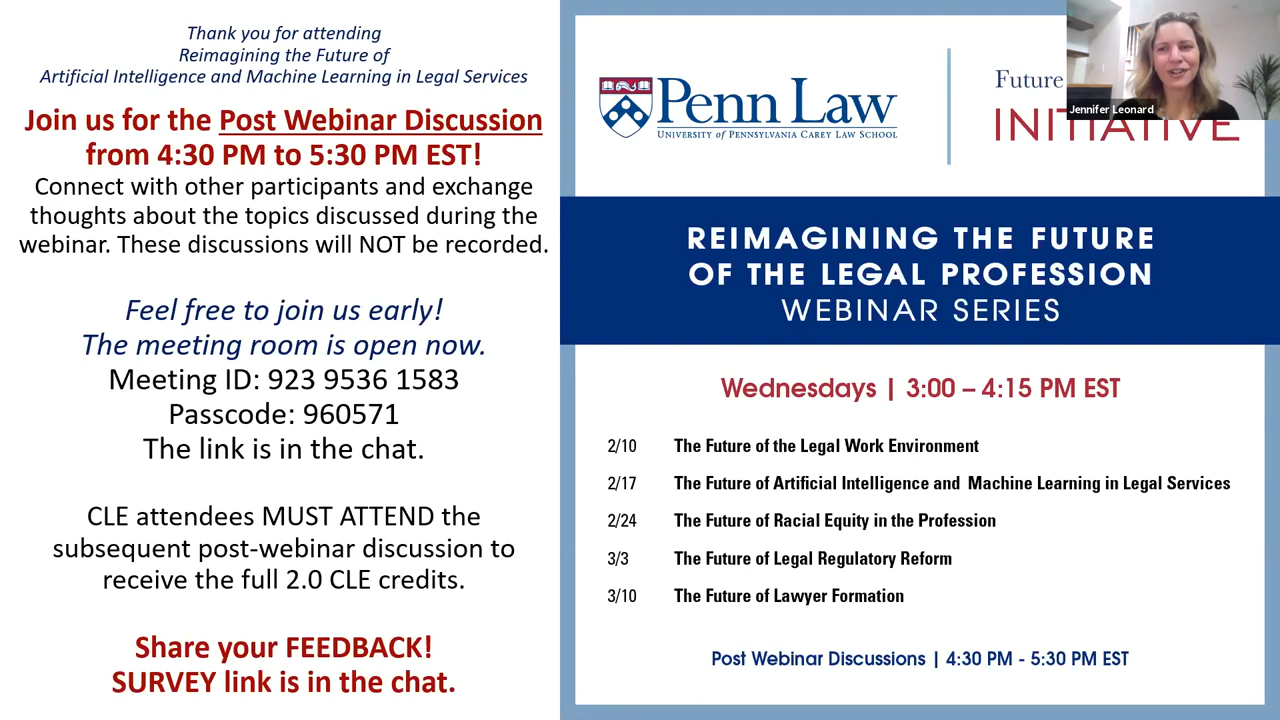 Thank you for attending
Reimagining the Future of
Artificial Intelligence and Machine Learning in Legal Services
Join us for the Post Webinar Discussion
from 4:30 PM to 5:30 PM EST!
Connect with other participants and exchange
thoughts about the topics discussed during the
webinar. These discussions will NOT be recorded.
Feel free to join us early!
The meeting room is open now.
Meeting ID: 923 9536 1583
Passcode: 960571
The link is in the chat.
CLE attendees MUST ATTEND the
subsequent post-webinar discussion to
receive the full 2.0 CLE credits.
Share your FEEDBACK!
SURVEY link is in the chat.
Penn Law
UNIVERSITY OF PENNSYLVANIA CAREY LAW SCHOOL
Future
INITIATIVE
Jennifer Leonard
REIMAGINING THE FUTURE
OF THE LEGAL PROFESSION
WEBINAR SERIES
Wednesdays | 3:00 – 4:15 PM EST
2/10 The Future of the Legal Work Environment
2/17 The Future of Artificial Intelligence and Machine Learning in Legal Services
2/24 The Future of Racial Equity in the Profession
3/3 The Future of Legal Regulatory Reform
3/10 The Future of Lawyer Formation
Post Webinar Discussions | 4:30 PM - 5:30 PM EST